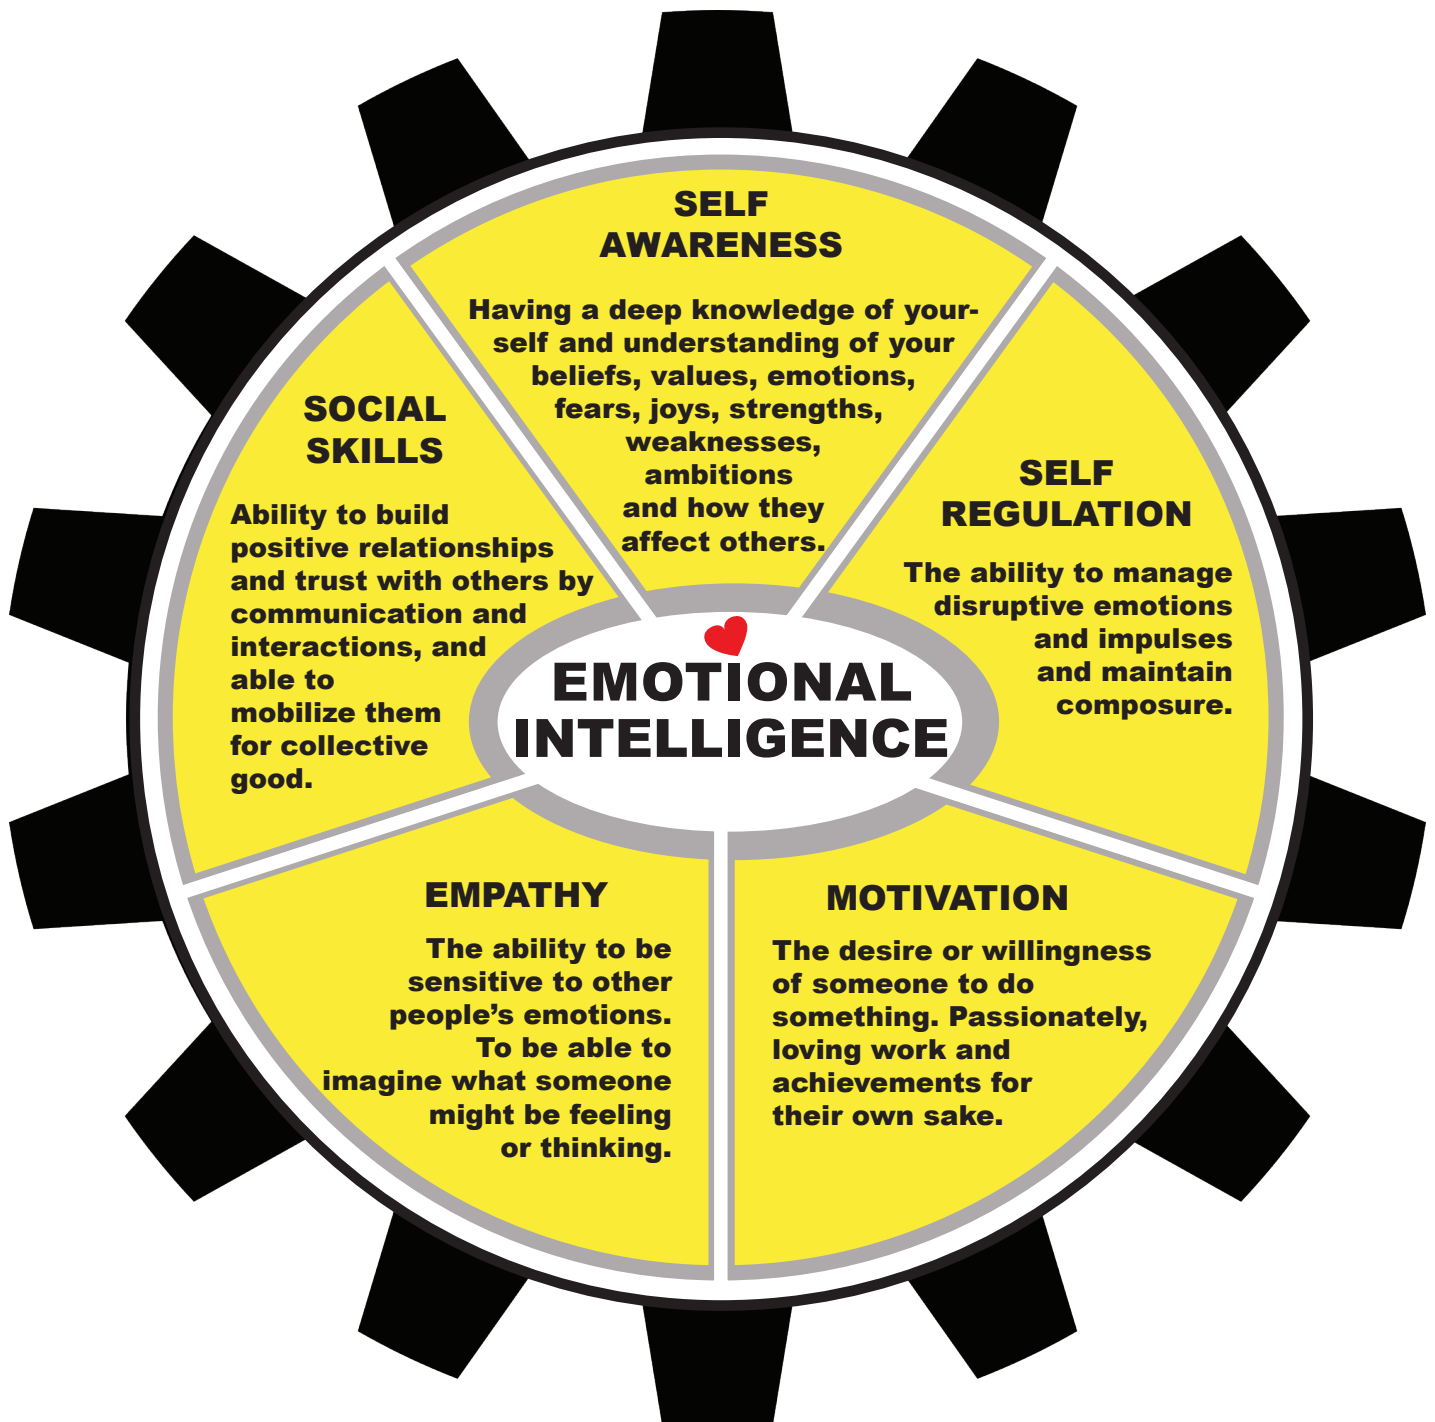 SELF
AWARENESS
Having a deep knowledge of your-
self and understanding of your
beliefs, values, emotions,
fears, joys, strengths,
weaknesses,
ambitions
and how they
affect others.
SELF
REGULATION
The ability to manage
disruptive emotions
and impulses
and maintain
composure.
MOTIVATION
The desire or willingness
of someone to do
something. Passionately,
loving work and
achievements for
their own sake.
EMPATHY
The ability to be
sensitive to other
people’s emotions.
To be able to
imagine what someone
might be feeling
or thinking.
SOCIAL
SKILLS
Ability to build
positive relationships
and trust with others by
communication and
interactions, and
able to
mobilize them
for collective
good.
EMOTIONAL
INTELLIGENCE